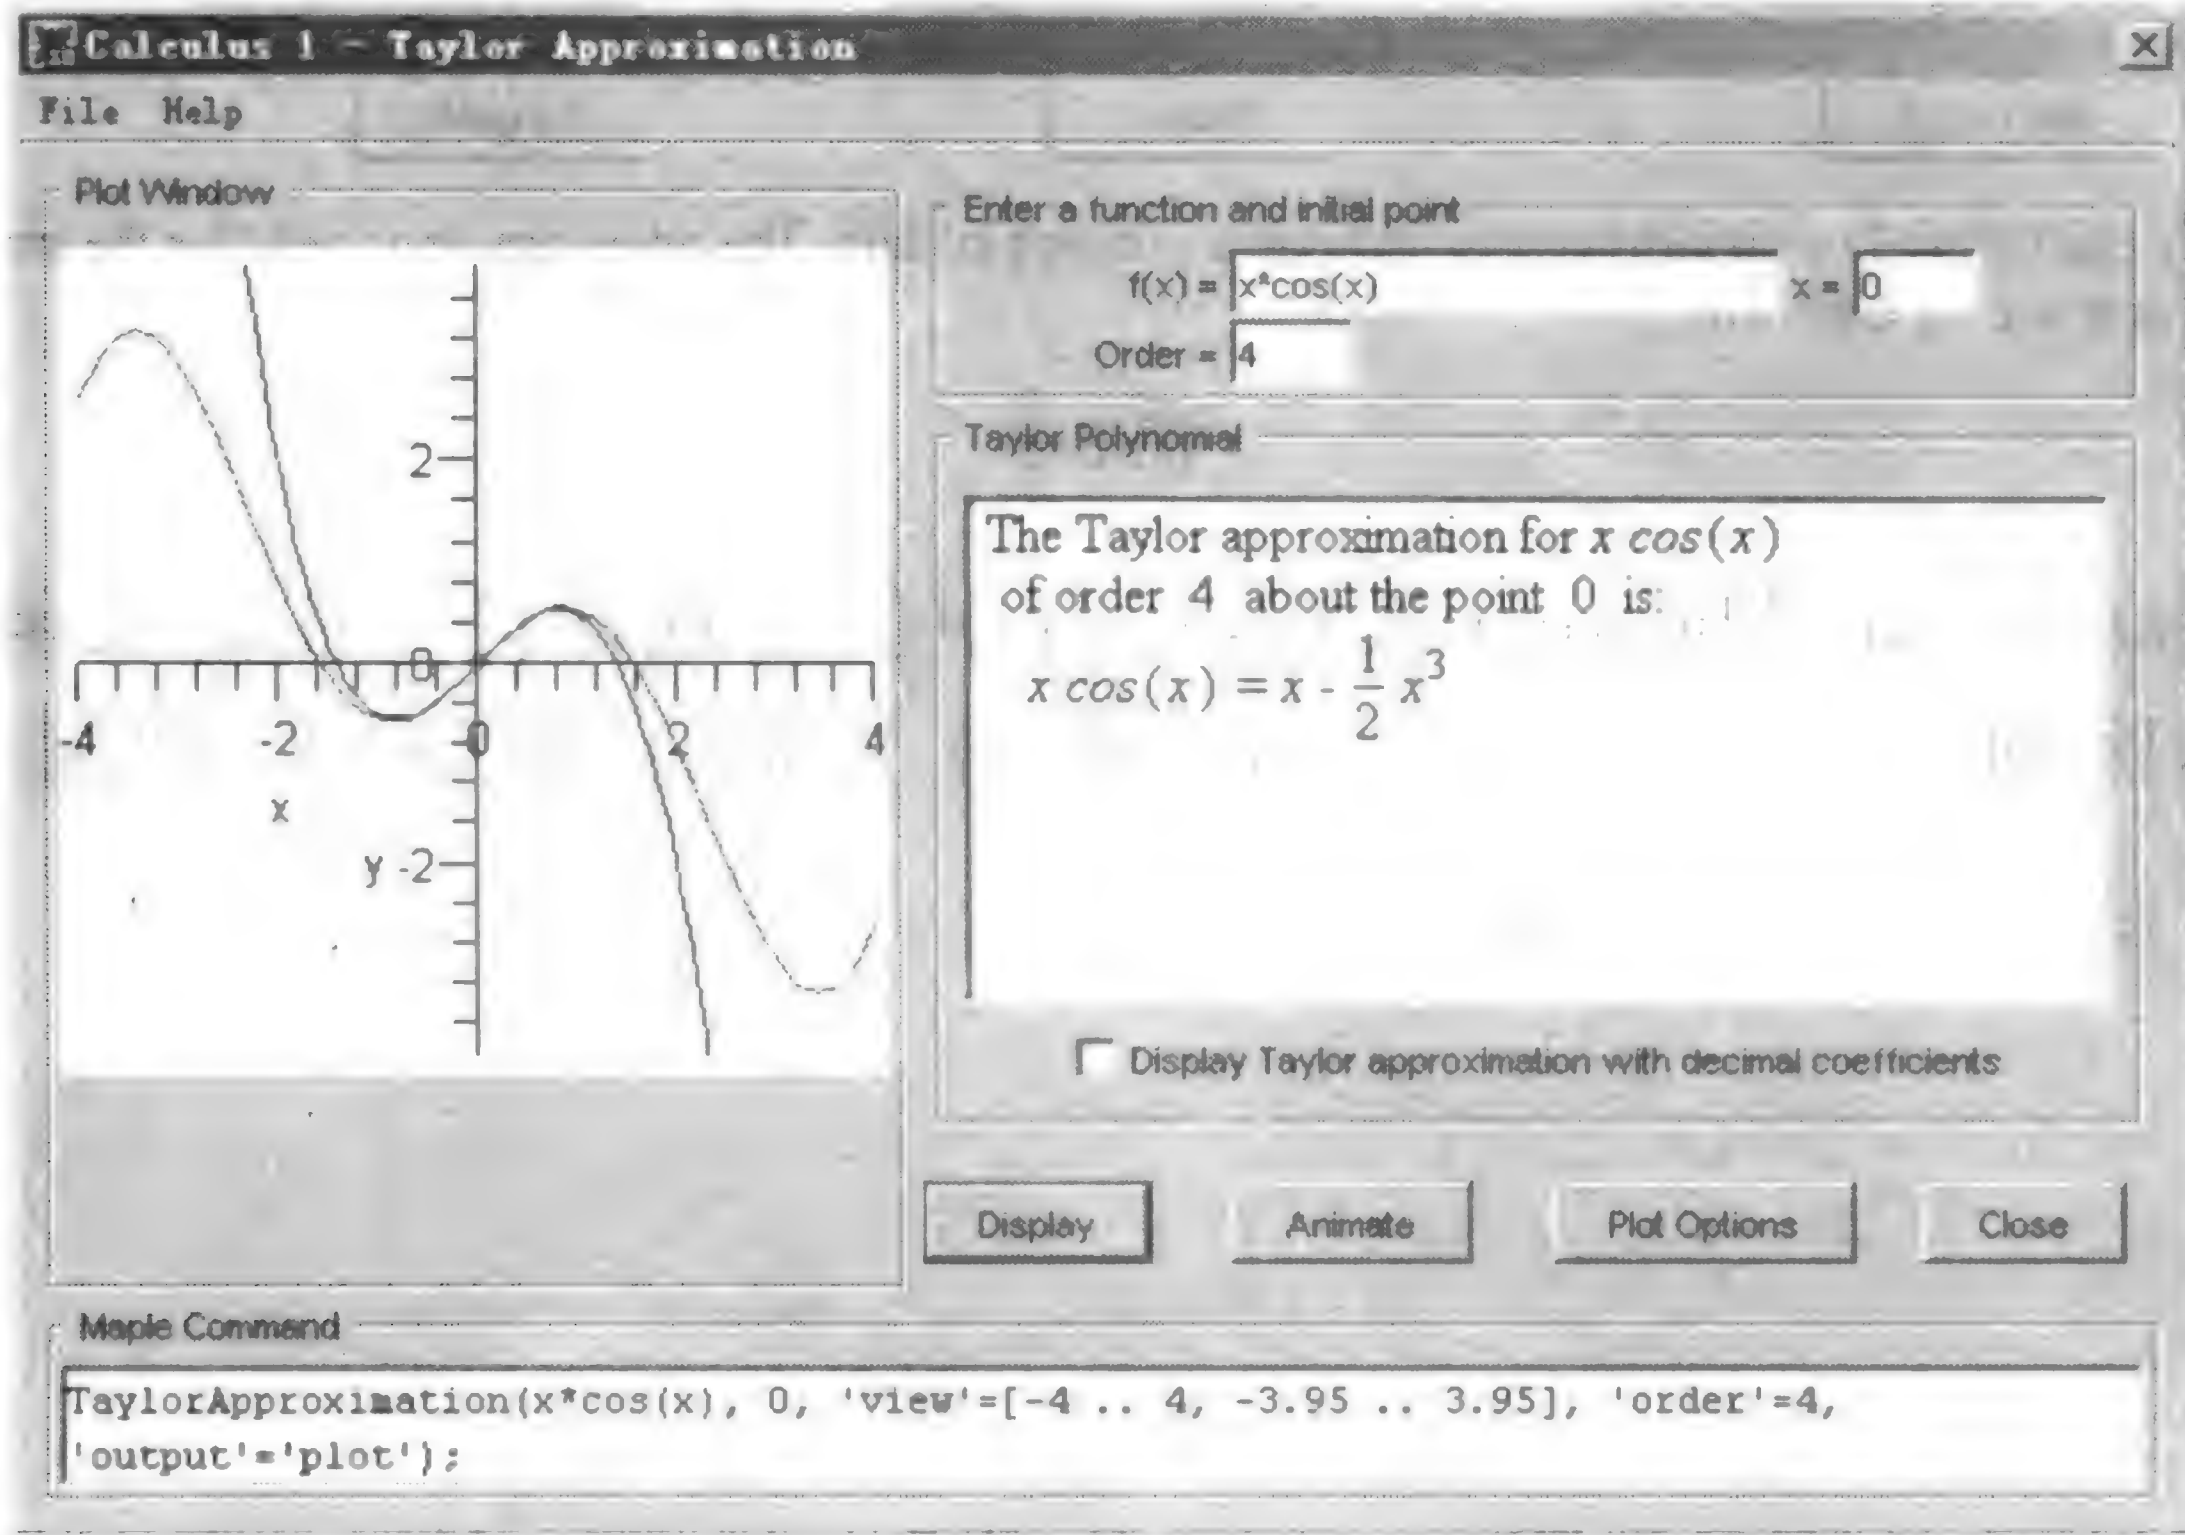 Calculus 1 - Taylor Approximation
File Help
Plot Window
2
0
-4 -2 0 2 4
x
y -2
Enter a function and initial point
f(x) = x*cos(x) x = 0
Order = 4
Taylor Polynomial
The Taylor approximation for x cos(x)
of order 4 about the point 0 is:
x cos(x) = x - 1/2 x^3
Display Taylor approximation with decimal coefficients
Display Animate Plot Options Close
Maple Command
TaylorApproximation(x*cos(x), 0, 'view'=[-4 .. 4, -3.95 .. 3.95], 'order'=4,
'output'='plot');